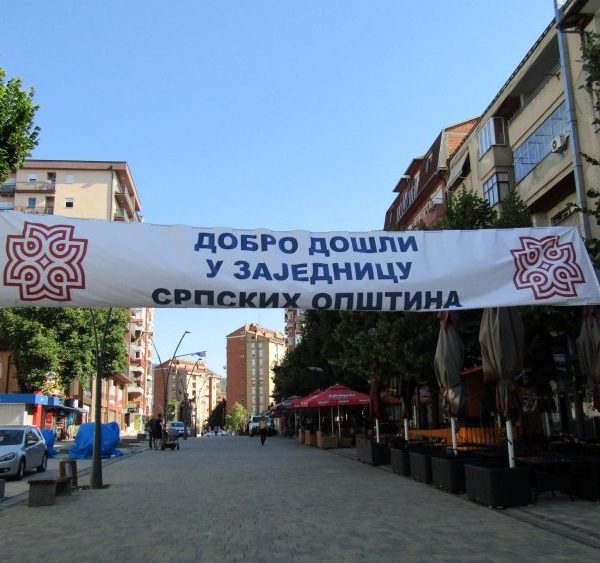 ДОБРО ДОШЛИ
У ЗАЈЕДНИЦУ
СРПСКИХ ОПШТИНА